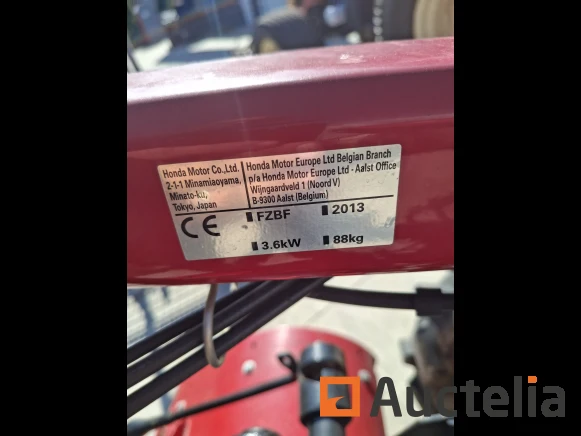 Honda Motor Co.,Ltd.
2-1-1 Minamiaoyama,
Minato-ku,
Tokyo, Japan
Honda Motor Europe Ltd Belgian Branch
p/a Honda Motor Europe Ltd - Aalst Office
Wijngaardveld 1 (Noord V)
B-9300 Aalst (Belgium)
CE
FZBF
2013
3.6kW
88kg
Auctelia